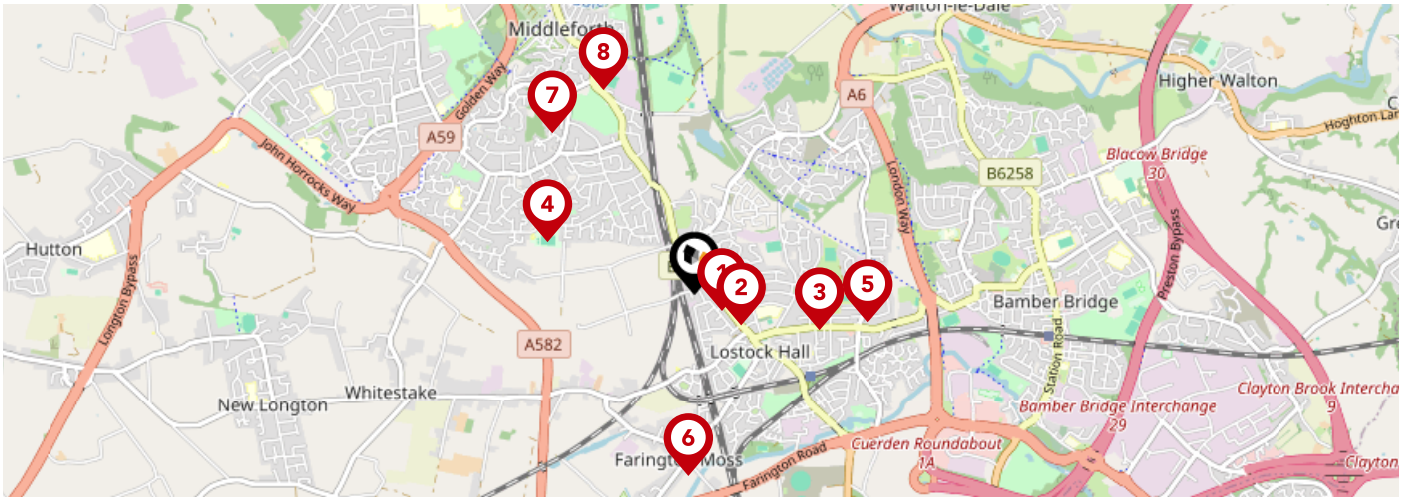 Walton-le-Dale
Middleforth
8
Higher Walton
7
A6
Golden Way
A59
Hoghton Lan
John Horrocks Way
Blacow Bridge
30
London Way
B6258
4
Hutton
Gre
Longton Bypass
Preston Bypass
1
2
3
5
Bamber Bridge
A582
Lostock Hall
Station Road
Whitestake
New Longton
Clayton Brook Intercha
9
Bamber Bridge Interchange
29
6
Cuerden Roundabout
1A
Farington Moss
Farington Road
Clayton